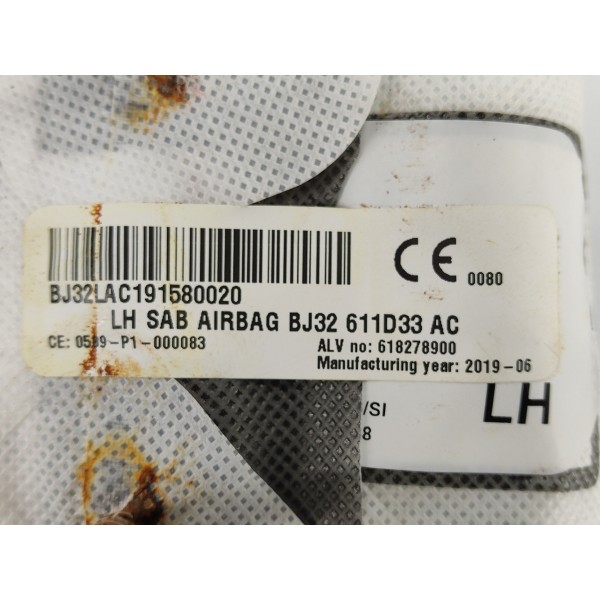 CE 0080
BJ32LAC191580020
LH SAB AIRBAG BJ32 611D33 AC
CE: 0589-P1-000083
ALV no: 618278900
Manufacturing year: 2019-06
/SI
8
LH